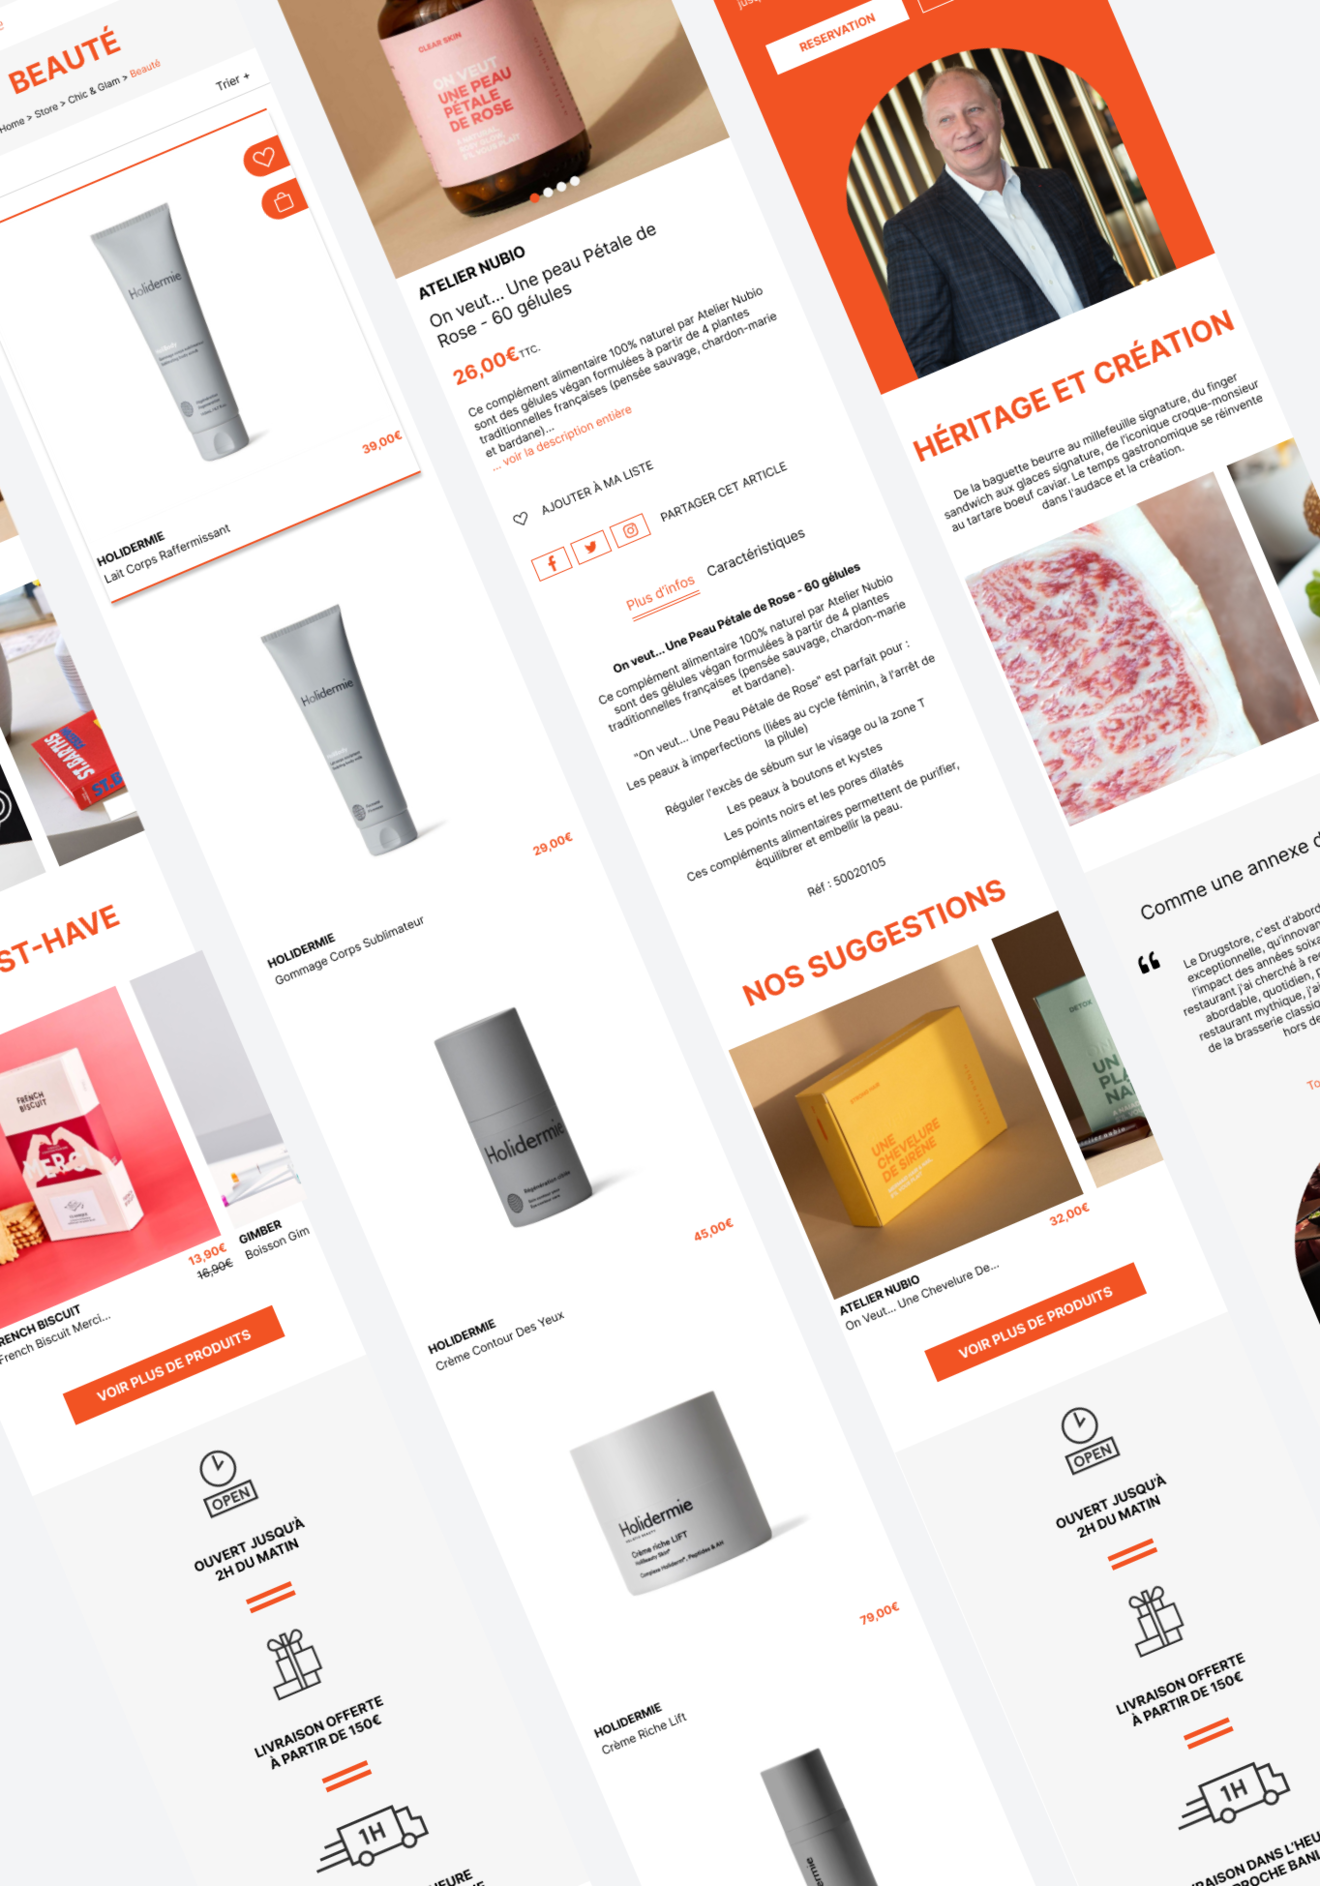 BEAUTÉ
Home > Store > Chic & Glam > Beauté
Trier +
Holidermie
39,00€
HOLIDERMIE
Lait Corps Raffermissant
Holidermie
29,00€
HOLIDERMIE
Gommage Corps Sublimateur
Holidermie
Régénération ciblée
45,00€
HOLIDERMIE
Crème Contour Des Yeux
Holidermie
Crème riche LIFT
79,00€
HOLIDERMIE
Crème Riche Lift
ST.BARTHS
ST-HAVE
FRENCH
BISCUIT
MERCI
13,90€
16,90€
RENCH BISCUIT
French Biscuit Merci...
GIMBER
Boisson Gim
VOIR PLUS DE PRODUITS
OPEN
OUVERT JUSQU'À
2H DU MATIN
LIVRAISON OFFERTE
À PARTIR DE 150€
1H
EURE
CLEAR SKIN
ON VEUT
UNE PEAU
PÉTALE
DE ROSE
ATELIER NUBIO
On veut... Une peau Pétale de
Rose - 60 gélules
26,00€ TTC.
Ce complément alimentaire 100% naturel par Atelier Nubio
sont des gélules végan formulées à partir de 4 plantes
traditionnelles françaises (pensée sauvage, chardon-marie
et bardane)...
... voir la description entière
AJOUTER À MA LISTE
PARTAGER CET ARTICLE
Plus d'infos
Caractéristiques
On veut... Une Peau Pétale de Rose - 60 gélules
Ce complément alimentaire 100% naturel par Atelier Nubio
sont des gélules végan formulées à partir de 4 plantes
traditionnelles françaises (pensée sauvage, chardon-marie
et bardane).
"On veut... Une Peau Pétale de Rose" est parfait pour :
Les peaux à imperfections (liées au cycle féminin, à l'arrêt de
la pilule)
Réguler l'excès de sébum sur le visage ou la zone T
Les peaux à boutons et kystes
Les points noirs et les pores dilatés
Ces compléments alimentaires permettent de purifier,
équilibrer et embellir la peau.
Réf : 50020105
NOS SUGGESTIONS
UNE
CHEVELURE
DE SIRÈNE
DETOX
32,00€
ATELIER NUBIO
On Veut... Une Chevelure De...
VOIR PLUS DE PRODUITS
OPEN
OUVERT JUSQU'À
2H DU MATIN
LIVRAISON OFFERTE
À PARTIR DE 150€
1H
RAISON DANS L'HEU
PROCHE BANL
RESERVATION
HÉRITAGE ET CRÉATION
De la baguette beurre au millefeuille signature, du finger
sandwich aux glaces signature, de l'iconique croque-monsieur
au tartare boeuf caviar. Le temps gastronomique se réinvente
dans l'audace et la création.
Comme une annexe d
Le Drugstore, c'est d'abord
exceptionnelle, qu'innovan
l'impact des années soixa
restaurant j'ai cherché à re
abordable, quotidien, p
restaurant mythique, j'ai
de la brasserie classiq
hors de
To